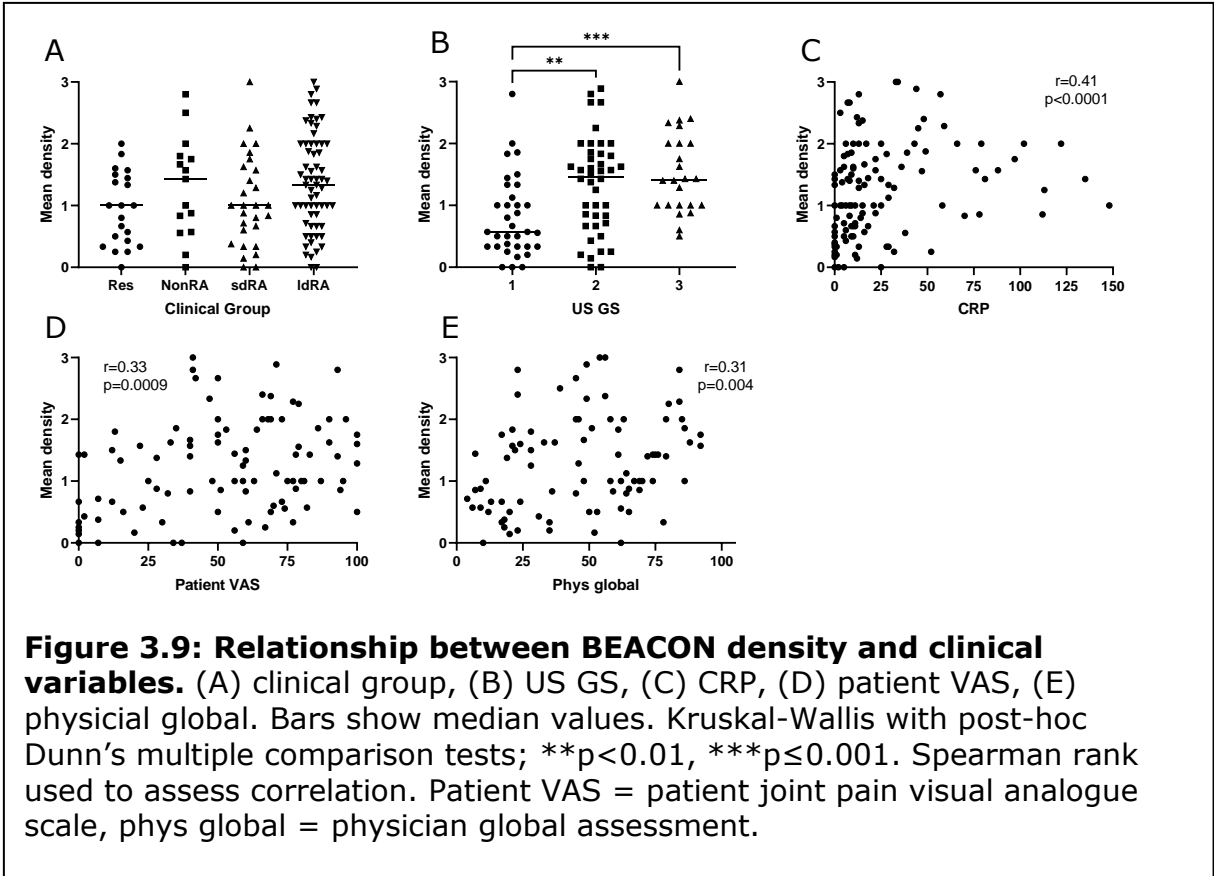 A
3
2
1
0
Mean density
Res NonRA sdRA ldRA
Clinical Group
B
***
**
3
2
1
0
Mean density
1 2 3
US GS
C
r=0.41
p<0.0001
3
2
1
0
Mean density
0 25 50 75 100 125 150
CRP
D
r=0.33
p=0.0009
3
2
1
0
Mean density
0 25 50 75 100
Patient VAS
E
r=0.31
p=0.004
3
2
1
0
Mean density
0 25 50 75 100
Phys global
Figure 3.9: Relationship between BEACON density and clinical
variables. (A) clinical group, (B) US GS, (C) CRP, (D) patient VAS, (E)
physicial global. Bars show median values. Kruskal-Wallis with post-hoc
Dunn’s multiple comparison tests; **p<0.01, ***p≤0.001. Spearman rank
used to assess correlation. Patient VAS = patient joint pain visual analogue
scale, phys global = physician global assessment.